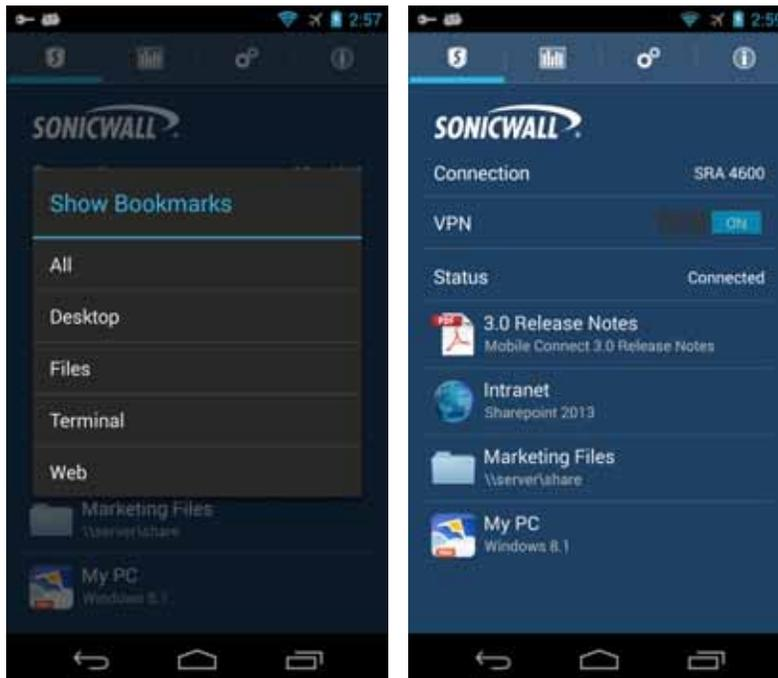 2:57
SONICWALL
Show Bookmarks
All
Desktop
Files
Terminal
Web
Marketing Files
\\server\share
My PC
Windows 8.1
2:59
SONICWALL
Connection SRA 4600
VPN ON
Status Connected
PDF
3.0 Release Notes
Mobile Connect 3.0 Release Notes
Intranet
Sharepoint 2013
Marketing Files
\\server\share
My PC
Windows 8.1